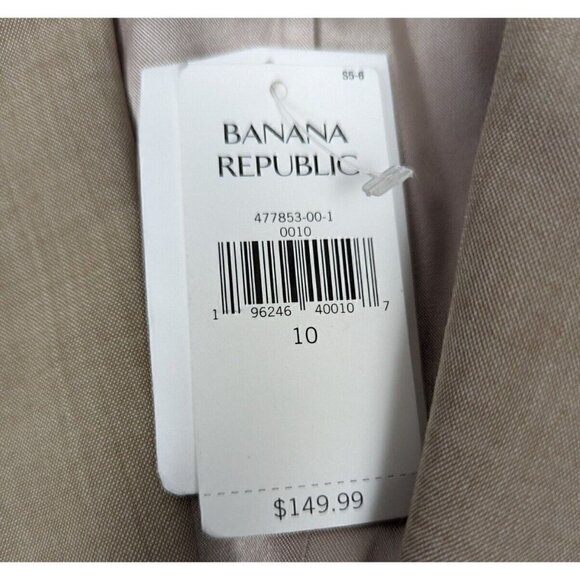 S5-6
BANANA
REPUBLIC
477853-00-1
0010
1 96246 40010 7
10
$149.99